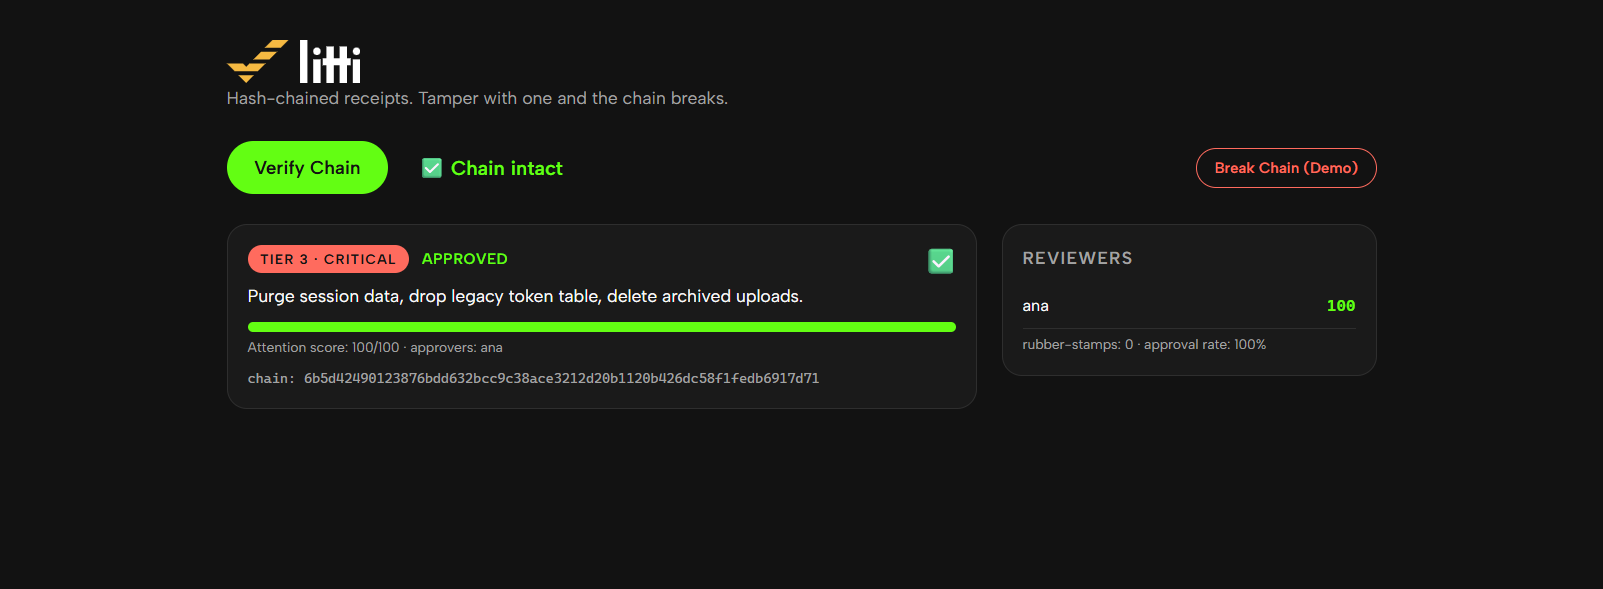 litti
Hash-chained receipts. Tamper with one and the chain breaks.
Verify Chain
Chain intact
Break Chain (Demo)
TIER 3 · CRITICAL
APPROVED
Purge session data, drop legacy token table, delete archived uploads.
Attention score: 100/100 · approvers: ana
chain: 6b5d42490123876bdd632bcc9c38ace3212d20b1120b426dc58f1fedb6917d71
REVIEWERS
ana 100
rubber-stamps: 0 · approval rate: 100%